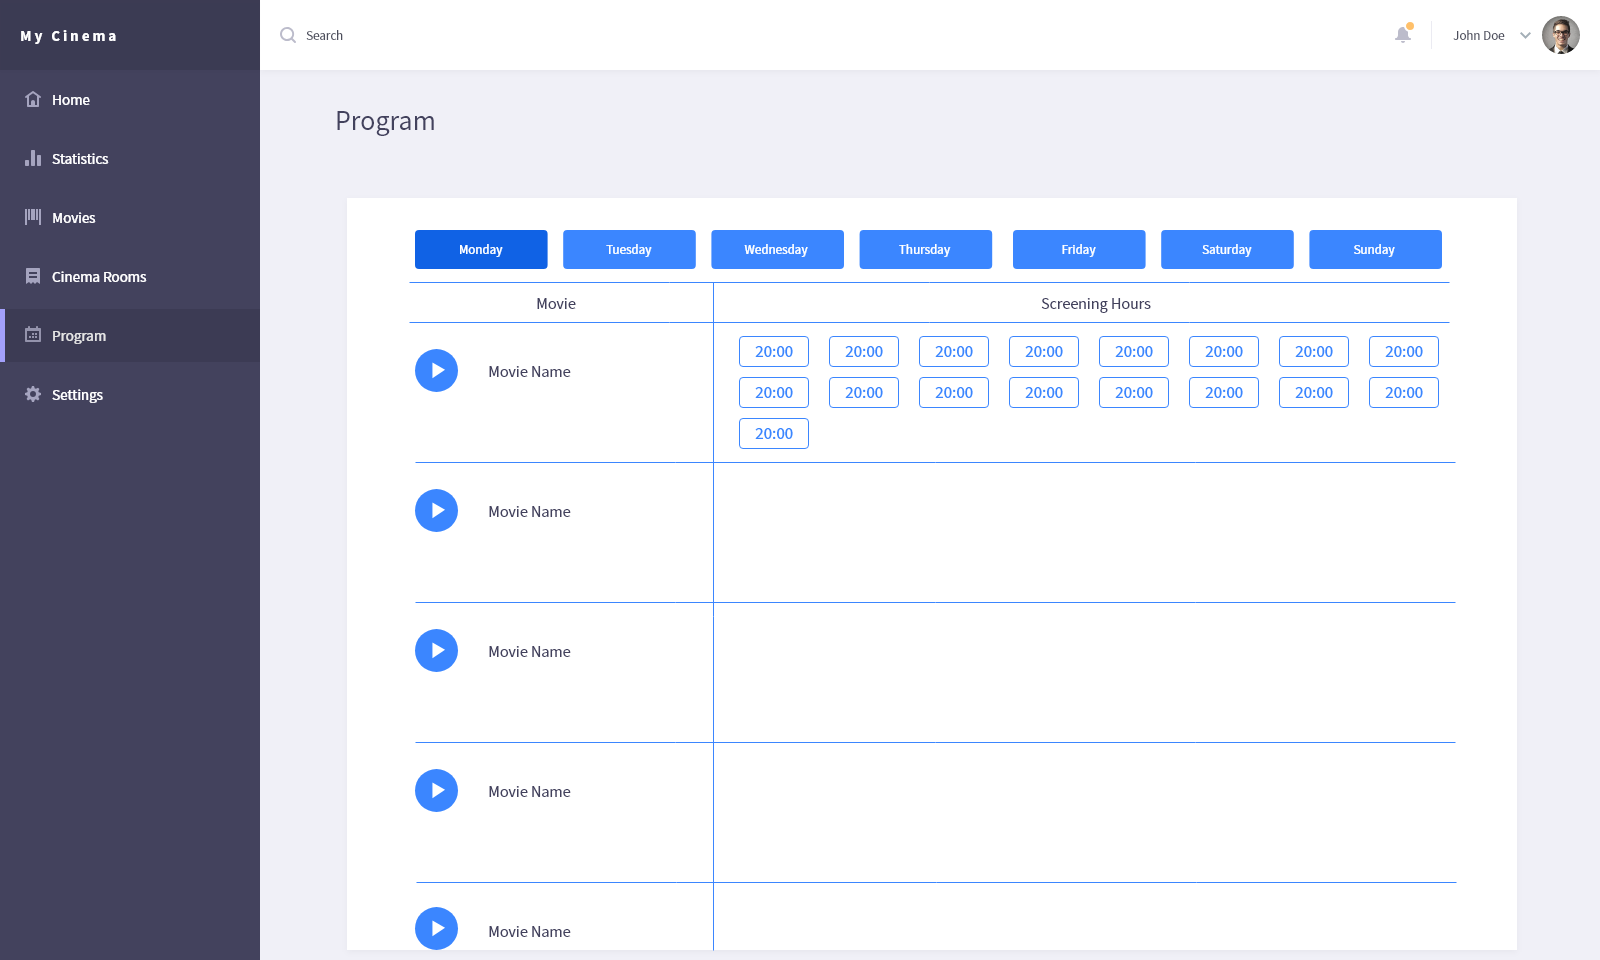 My Cinema
Search
John Doe
Home
Statistics
Movies
Cinema Rooms
Program
Settings
Program
Monday Tuesday Wednesday Thursday Friday Saturday Sunday
Movie Screening Hours
Movie Name
20:00 20:00 20:00 20:00 20:00 20:00 20:00 20:00
20:00 20:00 20:00 20:00 20:00 20:00 20:00 20:00
20:00
Movie Name
Movie Name
Movie Name
Movie Name